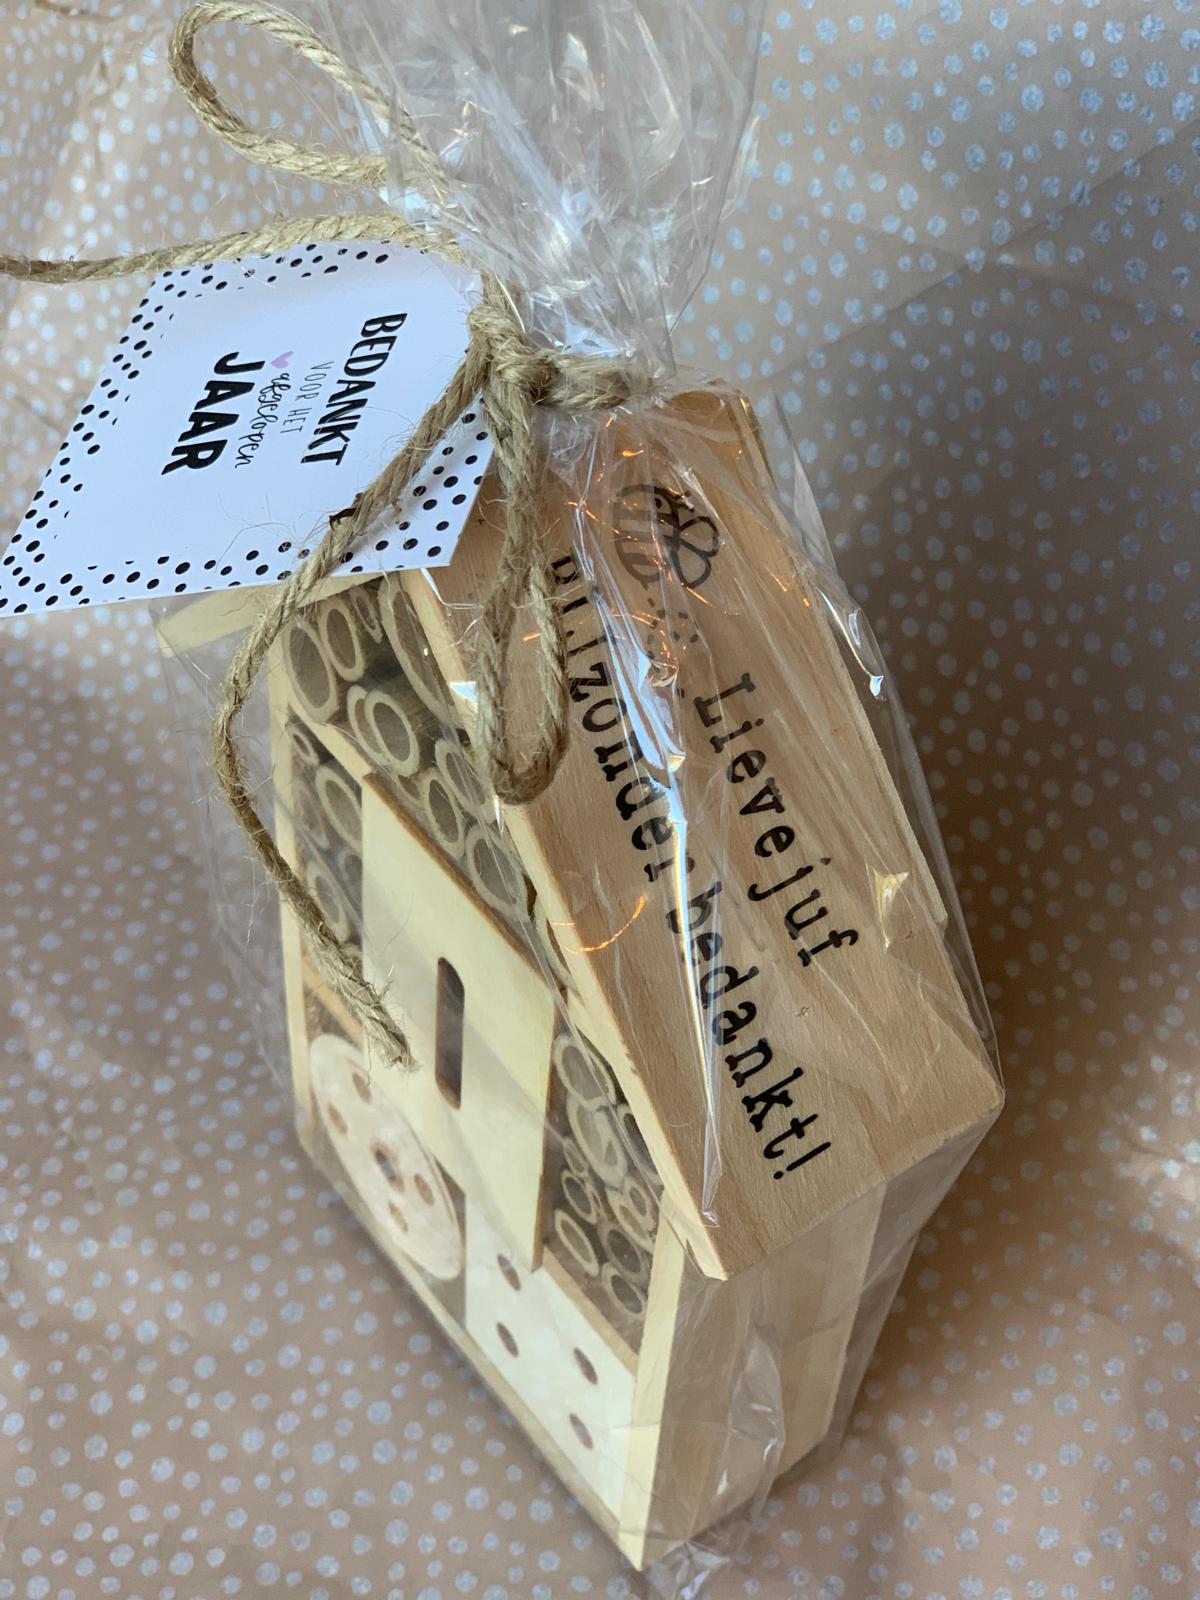 BEDANKT
VOOR HET
afgelopen
JAAR
Lieve juf
Bijzonder bedankt!